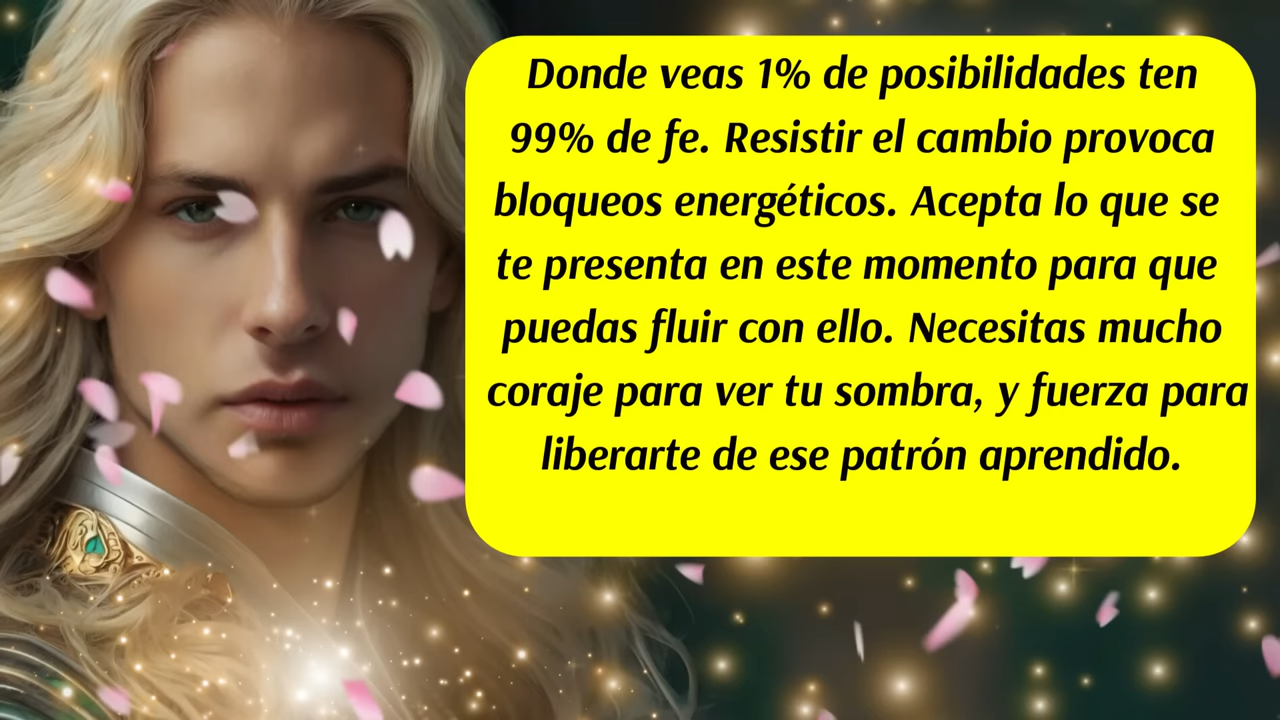 Donde veas 1% de posibilidades ten
99% de fe. Resistir el cambio provoca
bloqueos energéticos. Acepta lo que se
te presenta en este momento para que
puedas fluir con ello. Necesitas mucho
coraje para ver tu sombra, y fuerza para
liberarte de ese patrón aprendido.